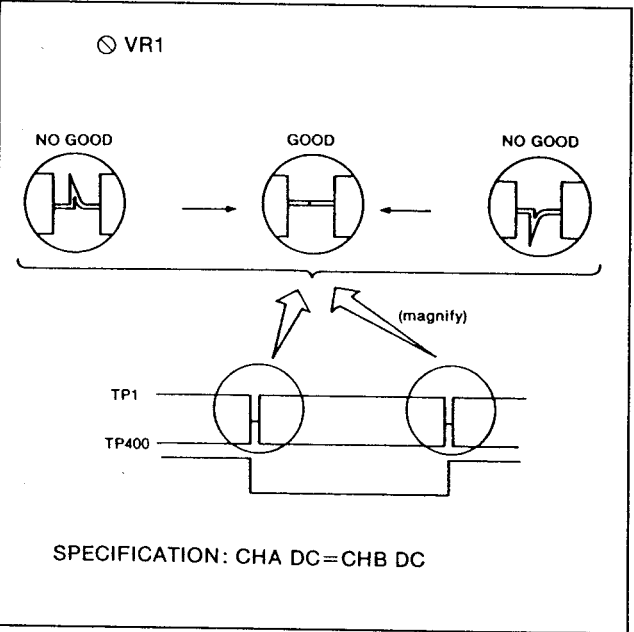 VR1
NO GOOD
GOOD
NO GOOD
(magnify)
TP1
TP400
SPECIFICATION: CHA DC=CHB DC